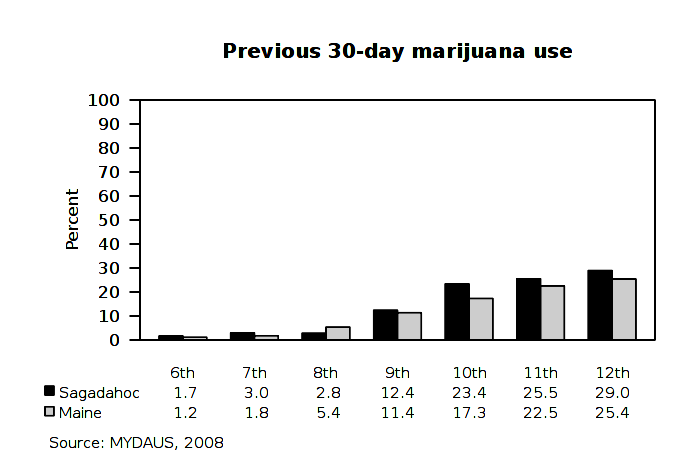 Previous 30-day marijuana use
100
90
80
70
60
50
40
30
20
10
0
Percent
6th 7th 8th 9th 10th 11th 12th
Sagadahoc 1.7 3.0 2.8 12.4 23.4 25.5 29.0
Maine 1.2 1.8 5.4 11.4 17.3 22.5 25.4
Source: MYDAUS, 2008